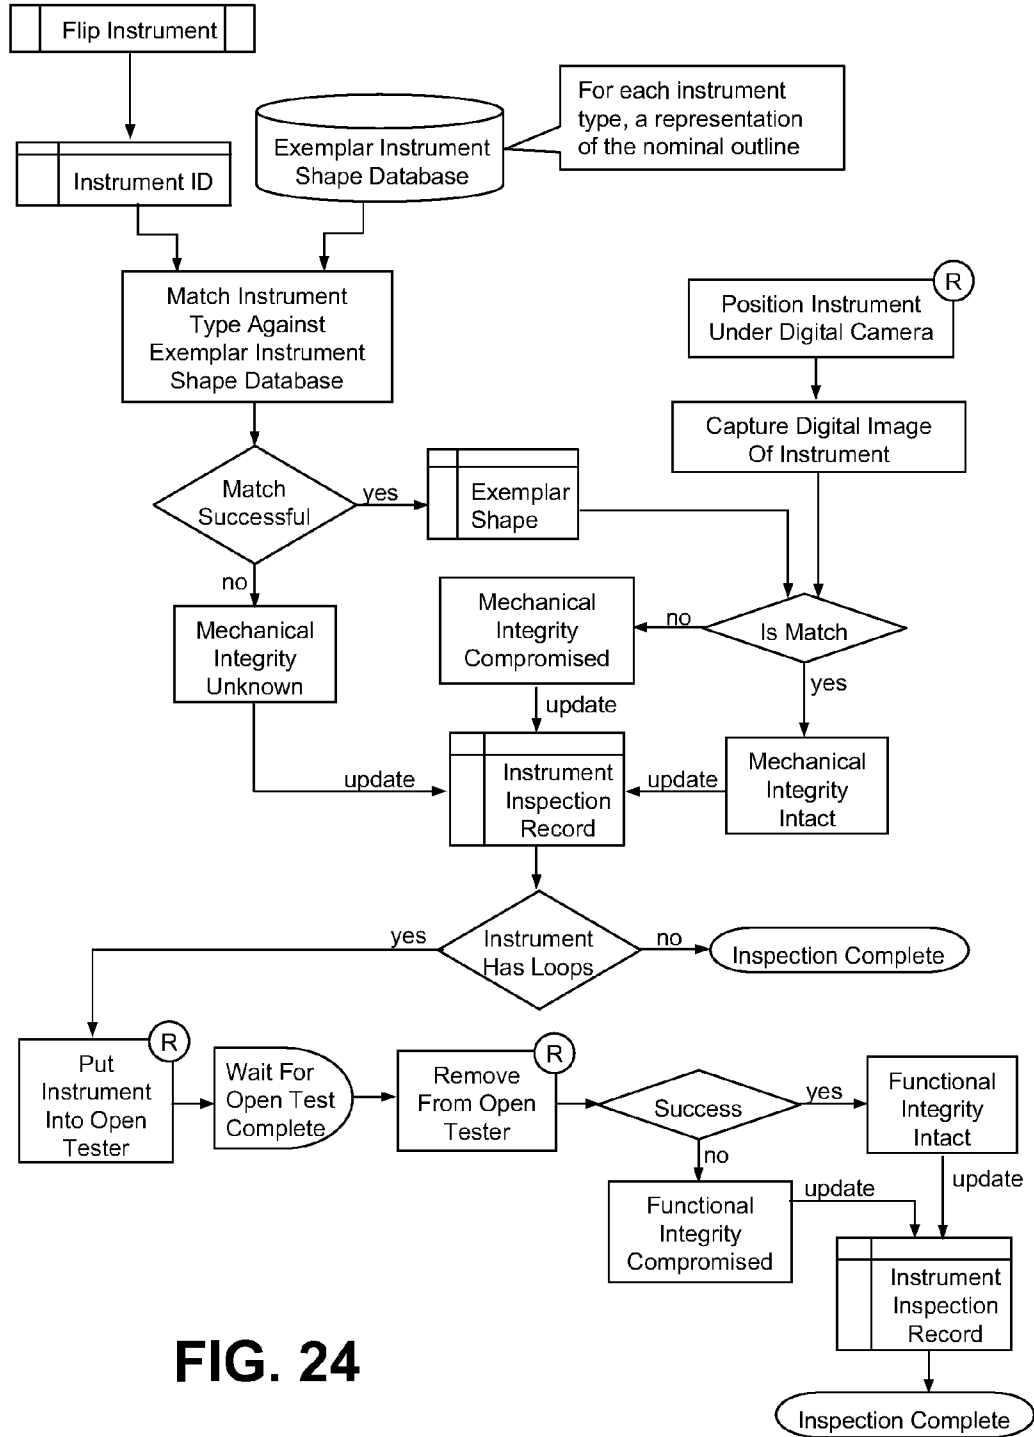 Flip Instrument
For each instrument
type, a representation
of the nominal outline
Exemplar Instrument
Shape Database
Instrument ID
R
Match Instrument
Type Against
Exemplar Instrument
Shape Database
Position Instrument
Under Digital Camera
Capture Digital Image
Of Instrument
Match
Successful
yes
Exemplar
Shape
no
Mechanical
Integrity
Unknown
Mechanical
Integrity
Compromised
no
Is Match
yes
update
update
Instrument
Inspection
Record
update
Mechanical
Integrity
Intact
yes
Instrument
Has Loops
no
Inspection Complete
R
Put
Instrument
Into Open
Tester
Wait For
Open Test
Complete
R
Remove
From Open
Tester
Success
yes
Functional
Integrity
Intact
no
update
update
Functional
Integrity
Compromised
Instrument
Inspection
Record
FIG. 24
Inspection Complete